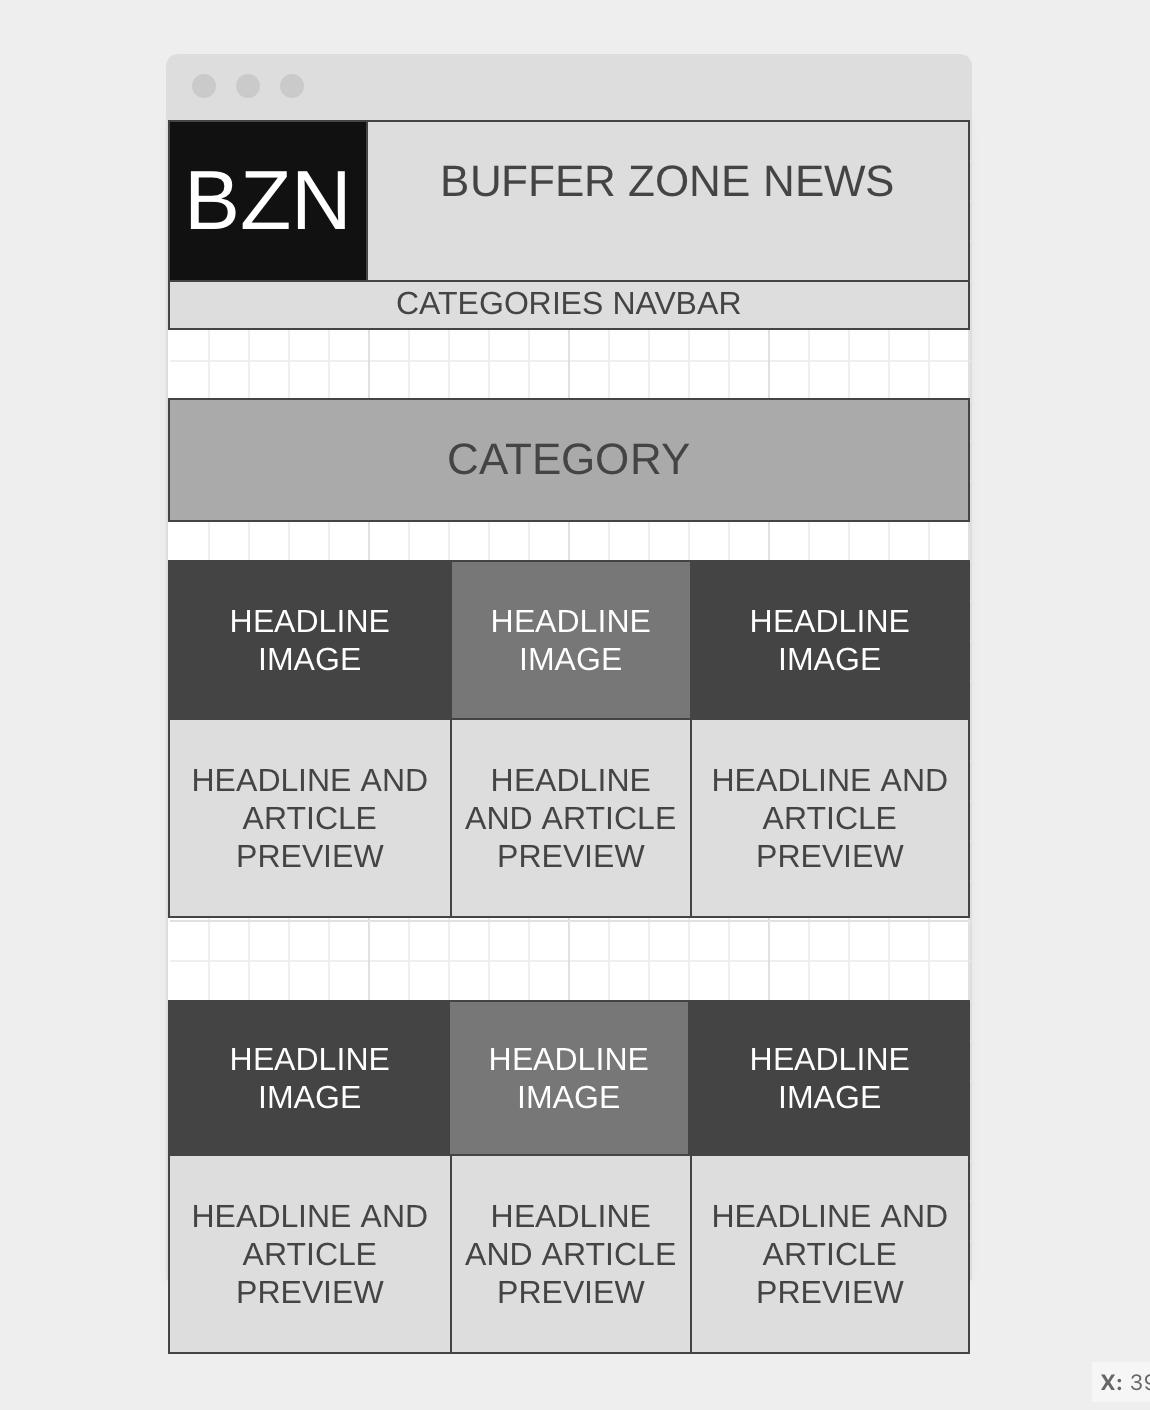 BZN
BUFFER ZONE NEWS
CATEGORIES NAVBAR
CATEGORY
HEADLINE
IMAGE
HEADLINE
IMAGE
HEADLINE
IMAGE
HEADLINE AND
ARTICLE
PREVIEW
HEADLINE
AND ARTICLE
PREVIEW
HEADLINE AND
ARTICLE
PREVIEW
HEADLINE
IMAGE
HEADLINE
IMAGE
HEADLINE
IMAGE
HEADLINE AND
ARTICLE
PREVIEW
HEADLINE
AND ARTICLE
PREVIEW
HEADLINE AND
ARTICLE
PREVIEW
X: 39